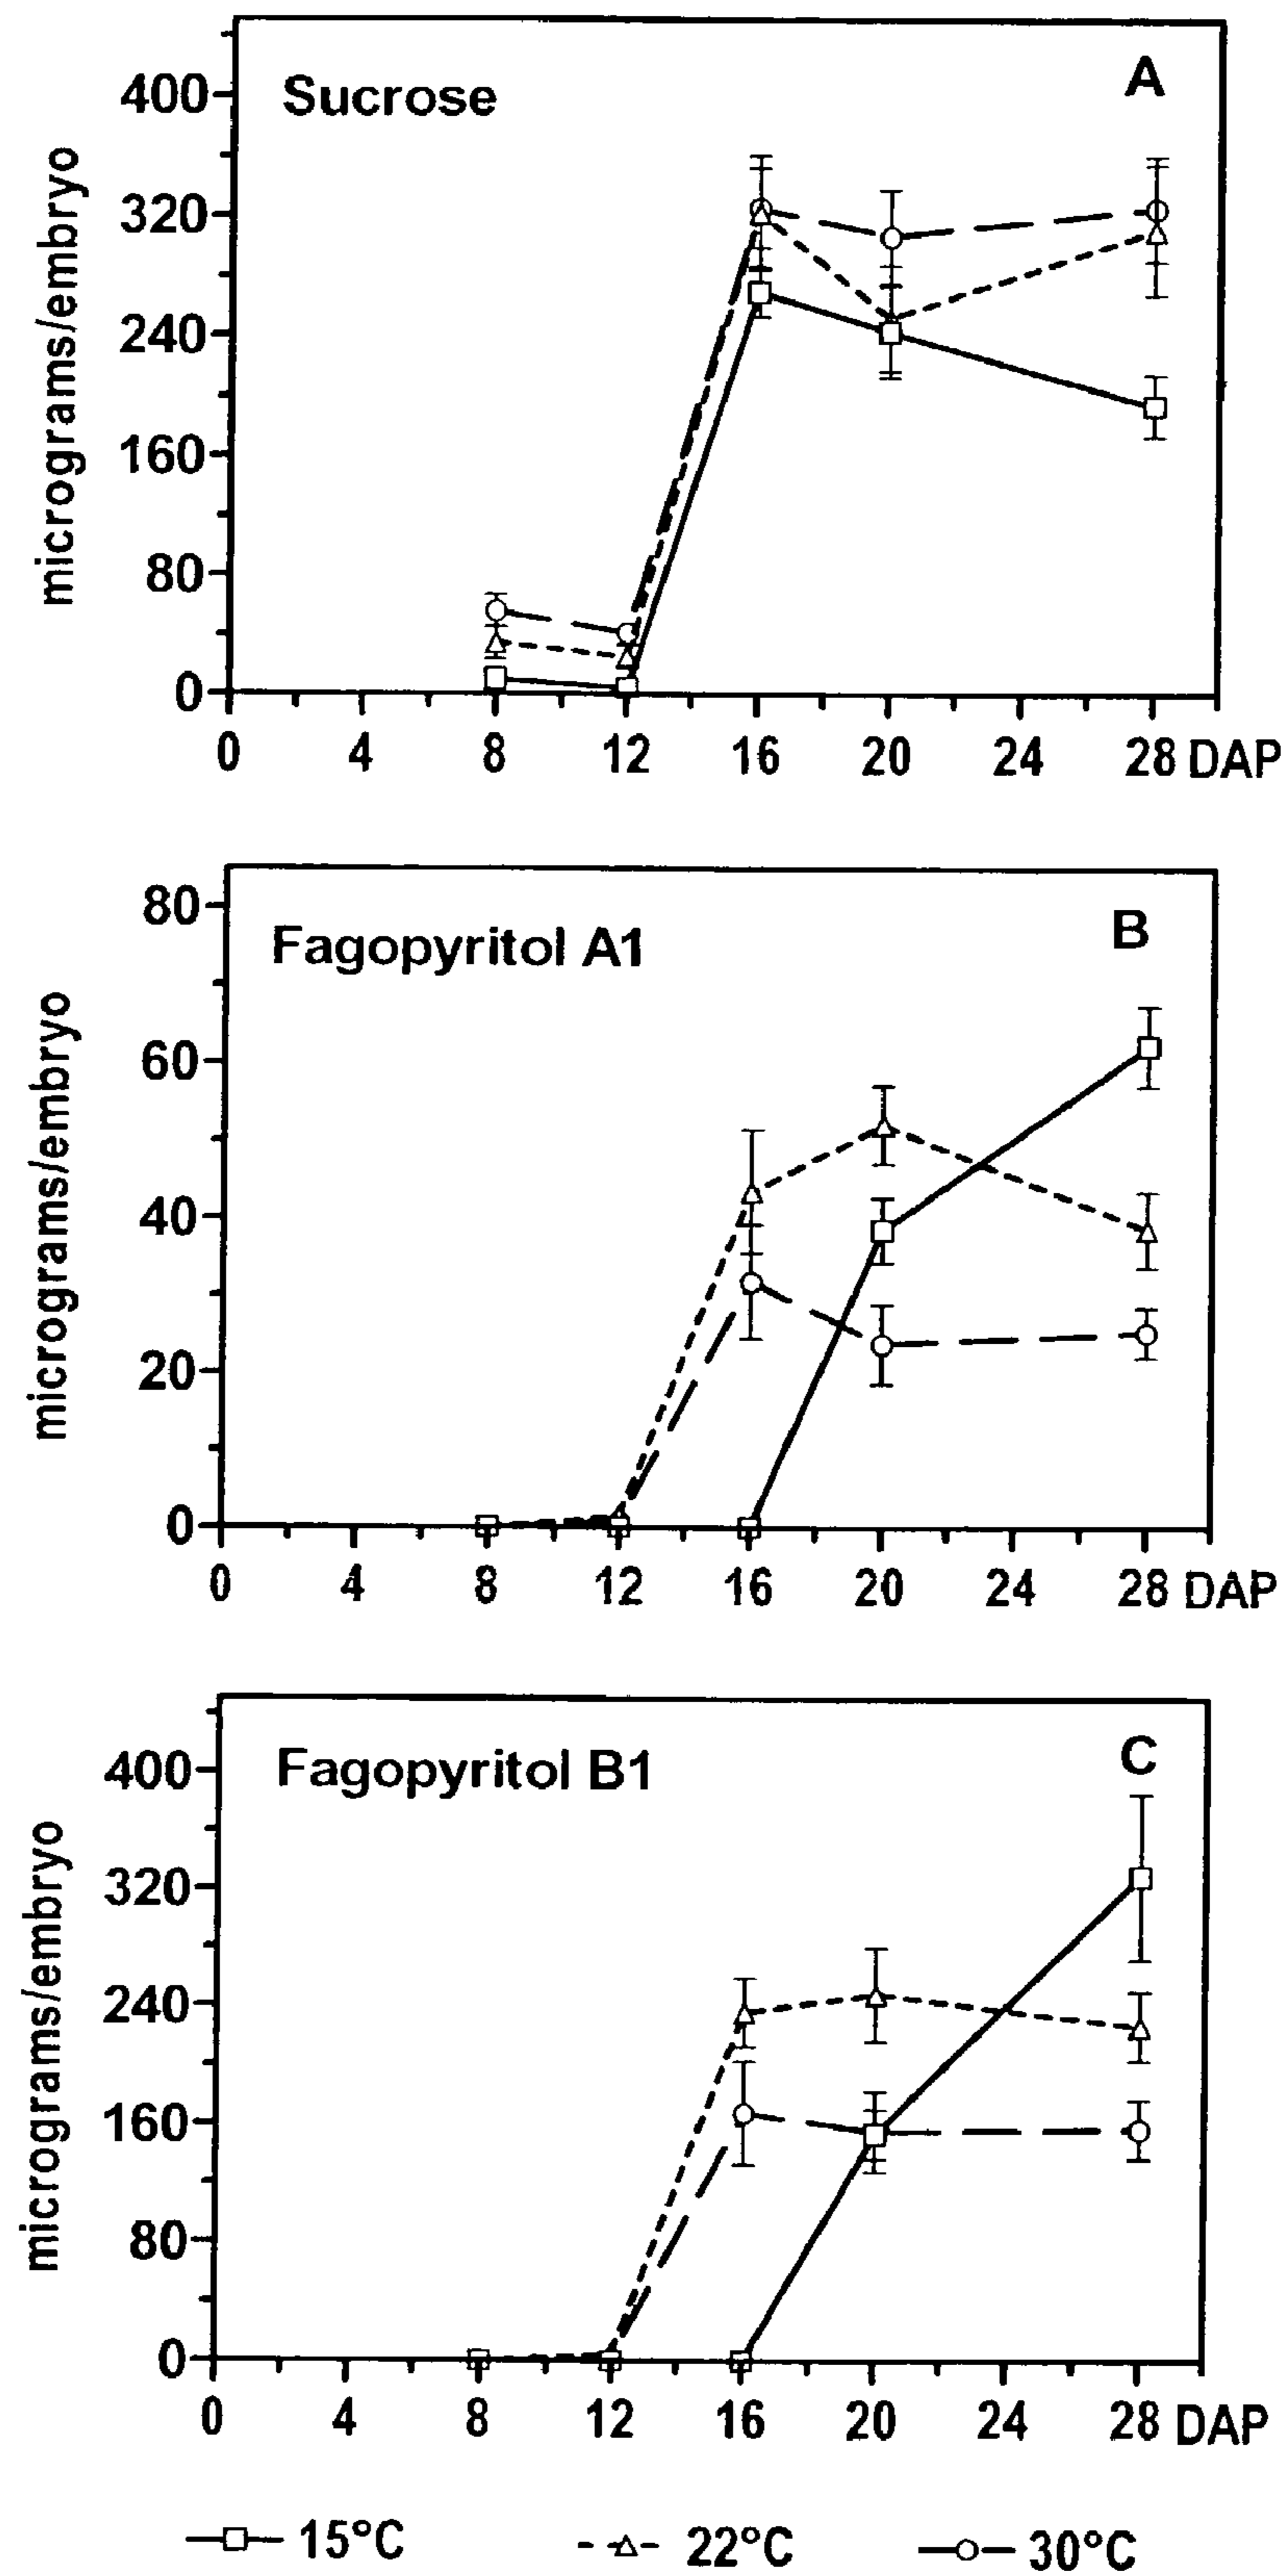 A
Sucrose
micrograms/embryo
400
320
240
160
80
0
0 4 8 12 16 20 24 28 DAP
B
Fagopyritol A1
micrograms/embryo
80
60
40
20
0
0 4 8 12 16 20 24 28 DAP
C
Fagopyritol B1
micrograms/embryo
400
320
240
160
80
0
0 4 8 12 16 20 24 28 DAP
15°C 22°C 30°C